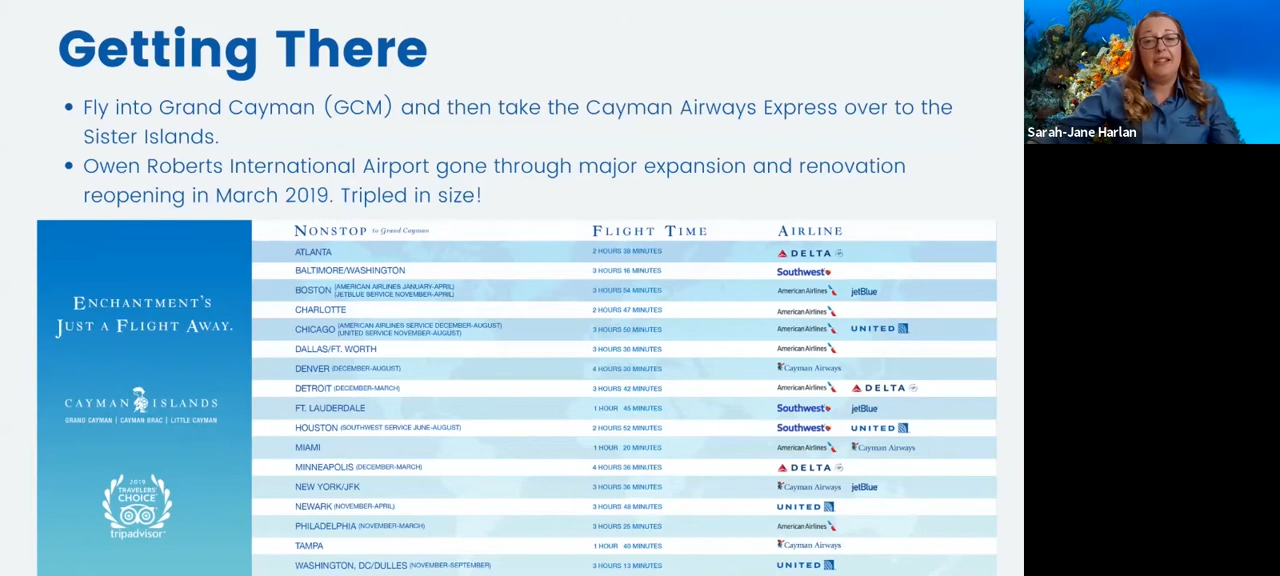 Getting There
• Fly into Grand Cayman (GCM) and then take the Cayman Airways Express over to the
Sister Islands.
• Owen Roberts International Airport gone through major expansion and renovation
reopening in March 2019. Tripled in size!
Sarah-Jane Harlan
ENCHANTMENT'S
JUST A FLIGHT AWAY.
CAYMAN ISLANDS
GRAND CAYMAN | CAYMAN BRAC | LITTLE CAYMAN
2019
TRAVELERS'
CHOICE
tripadvisor
NONSTOP to Grand Cayman FLIGHT TIME AIRLINE
ATLANTA 2 HOURS 39 MINUTES DELTA
BALTIMORE/WASHINGTON 3 HOURS 16 MINUTES Southwest
BOSTON (AMERICAN AIRLINES JANUARY-APRIL) (JETBLUE SERVICE NOVEMBER-APRIL) 3 HOURS 54 MINUTES American Airlines jetBlue
CHARLOTTE 2 HOURS 47 MINUTES American Airlines
CHICAGO (AMERICAN AIRLINES SERVICE DECEMBER-AUGUST) (UNITED SERVICE NOVEMBER-AUGUST) 3 HOURS 50 MINUTES American Airlines UNITED
DALLAS/FT. WORTH 3 HOURS 30 MINUTES American Airlines
DENVER (DECEMBER-AUGUST) 4 HOURS 30 MINUTES Cayman Airways
DETROIT (DECEMBER-MARCH) 3 HOURS 42 MINUTES American Airlines DELTA
FT. LAUDERDALE 1 HOUR 45 MINUTES Southwest jetBlue
HOUSTON (SOUTHWEST SERVICE JUNE-AUGUST) 2 HOURS 52 MINUTES Southwest UNITED
MIAMI 1 HOUR 20 MINUTES American Airlines Cayman Airways
MINNEAPOLIS (DECEMBER-MARCH) 4 HOURS 36 MINUTES DELTA
NEW YORK/JFK 3 HOURS 36 MINUTES Cayman Airways jetBlue
NEWARK (NOVEMBER-APRIL) 3 HOURS 48 MINUTES UNITED
PHILADELPHIA (NOVEMBER-MARCH) 3 HOURS 25 MINUTES American Airlines
TAMPA 1 HOUR 40 MINUTES Cayman Airways
WASHINGTON, DC/DULLES (NOVEMBER-SEPTEMBER) 3 HOURS 13 MINUTES UNITED